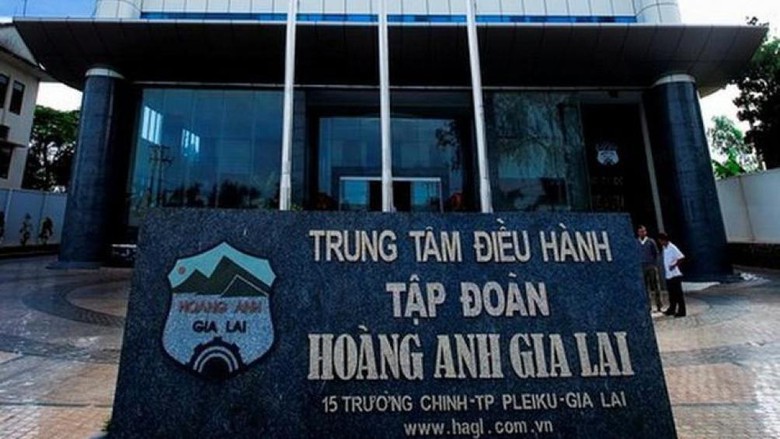 TRUNG TÂM ĐIỀU HÀNH
TẬP ĐOÀN
HOÀNG ANH GIA LAI
15 TRƯỜNG CHINH-TP PLEIKU-GIA LAI
www.hagl.com.vn
HOANG ANH
GIA LAI